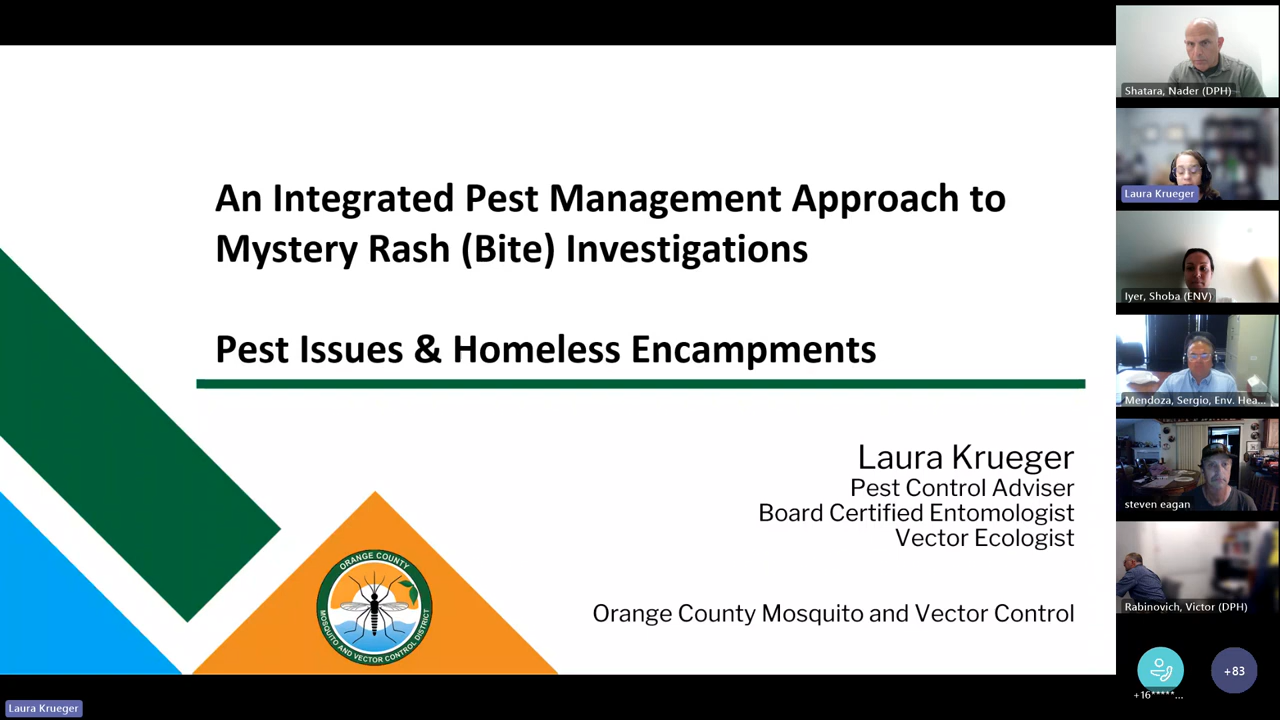 An Integrated Pest Management Approach to
Mystery Rash (Bite) Investigations
Pest Issues & Homeless Encampments
Laura Krueger
Pest Control Adviser
Board Certified Entomologist
Vector Ecologist
Orange County Mosquito and Vector Control
ORANGE COUNTY
MOSQUITO AND VECTOR CONTROL DISTRICT
Shatara, Nader (DPH)
Laura Krueger
Iyer, Shoba (ENV)
Mendoza, Sergio, Env. Hea...
steven eagan
Rabinovich, Victor (DPH)
+16*****...
+83
Laura Krueger